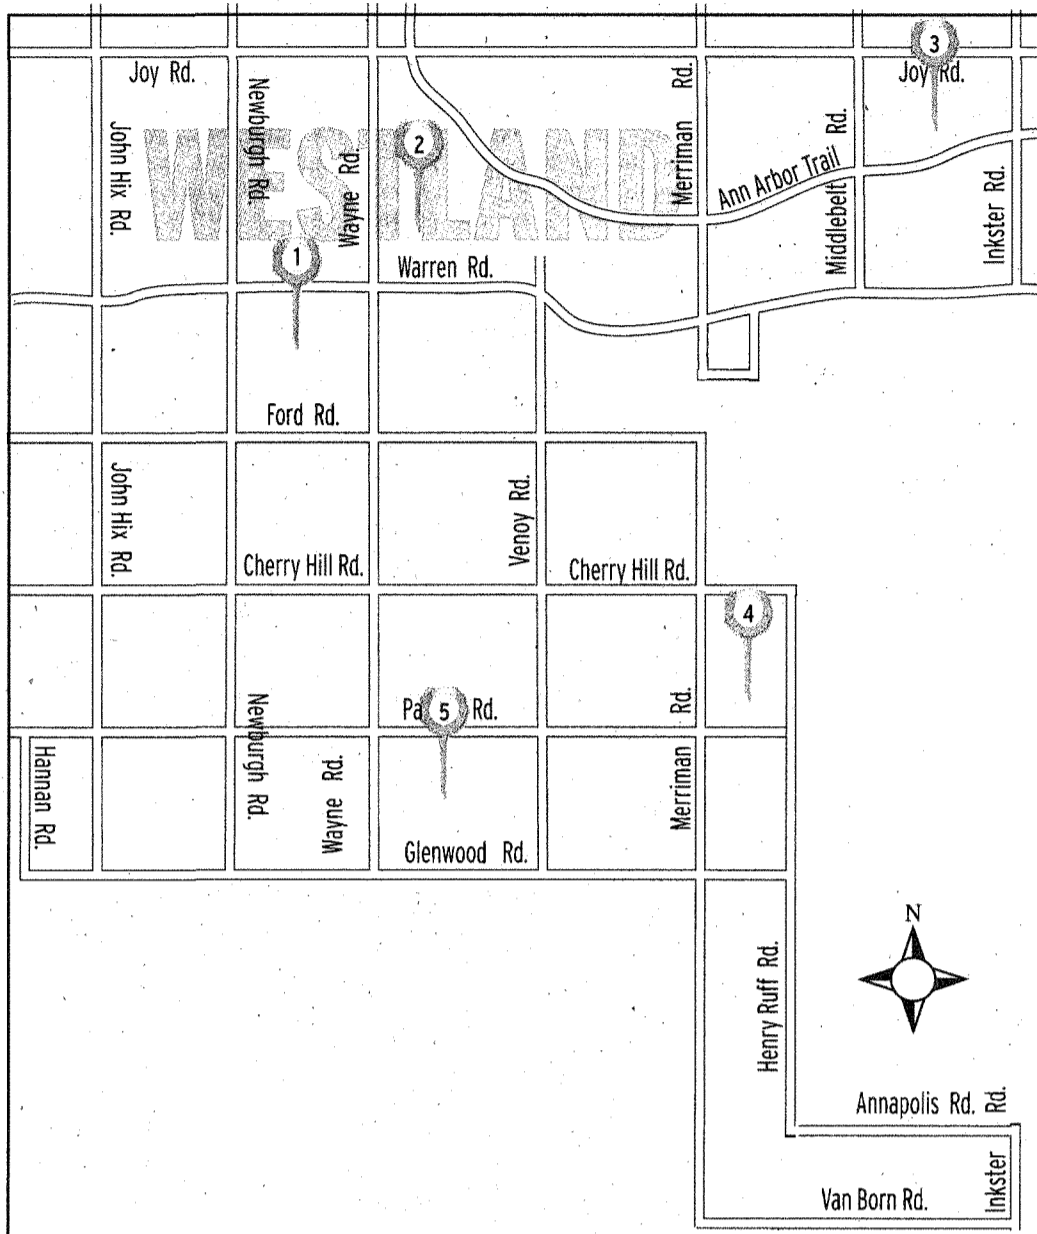 3
Joy Rd.
Joy Rd.
Newburgh Rd.
John Hix Rd.
WESTLAND
2
Wayne Rd.
Merriman Rd.
Ann Arbor Trail
Middlebelt Rd.
Inkster Rd.
1
Warren Rd.
Ford Rd.
John Hix Rd.
Venoy Rd.
Cherry Hill Rd.
Cherry Hill Rd.
4
Pa 5 Rd.
Newburgh Rd.
Hannan Rd.
Wayne Rd.
Merriman Rd.
Glenwood Rd.
N
Henry Ruff Rd.
Annapolis Rd.
Inkster Rd.
Van Born Rd.